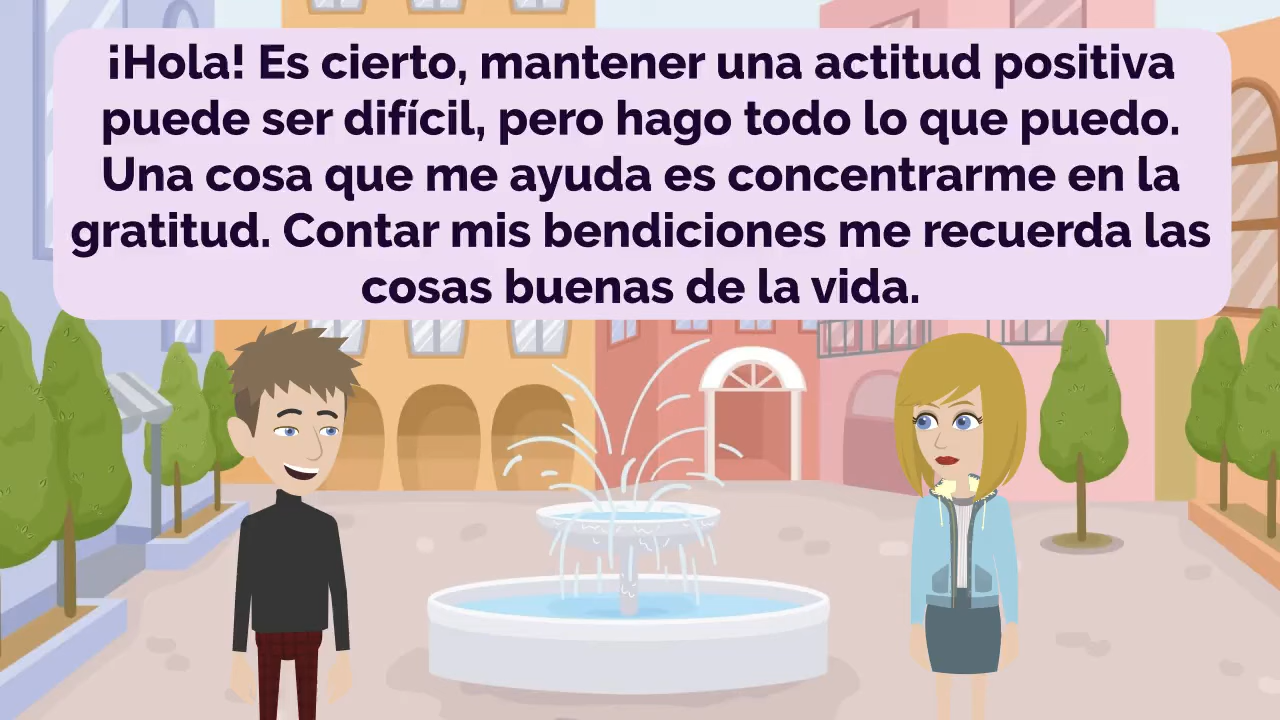 ¡Hola! Es cierto, mantener una actitud positiva
puede ser difícil, pero hago todo lo que puedo.
Una cosa que me ayuda es concentrarme en la
gratitud. Contar mis bendiciones me recuerda las
cosas buenas de la vida.